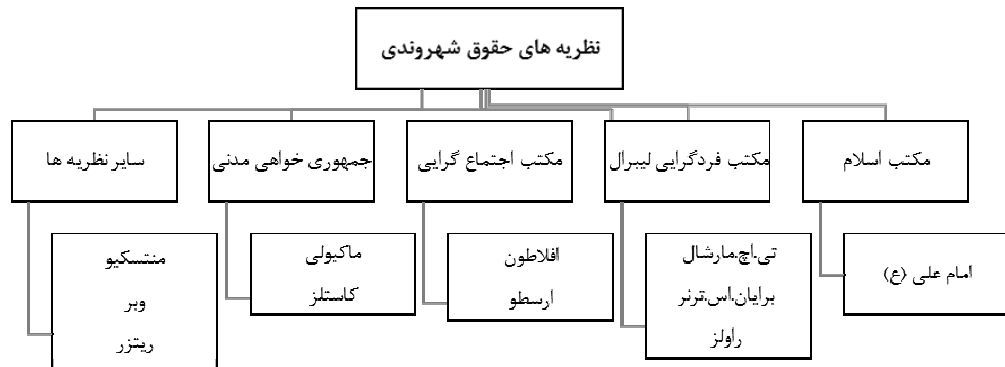 نظریه های حقوق شهروندی
مکتب اسلام
مکتب فردگرایی لیبرال
مکتب اجتماع گرایی
جمهوری خواهی مدنی
سایر نظریه ها
امام علی (ع)
تی.اچ.مارشال
برایان.اس.ترنر
راولز
افلاطون
ارسطو
ماکیولی
کاستلز
منتسکیو
وبر
ریتزر